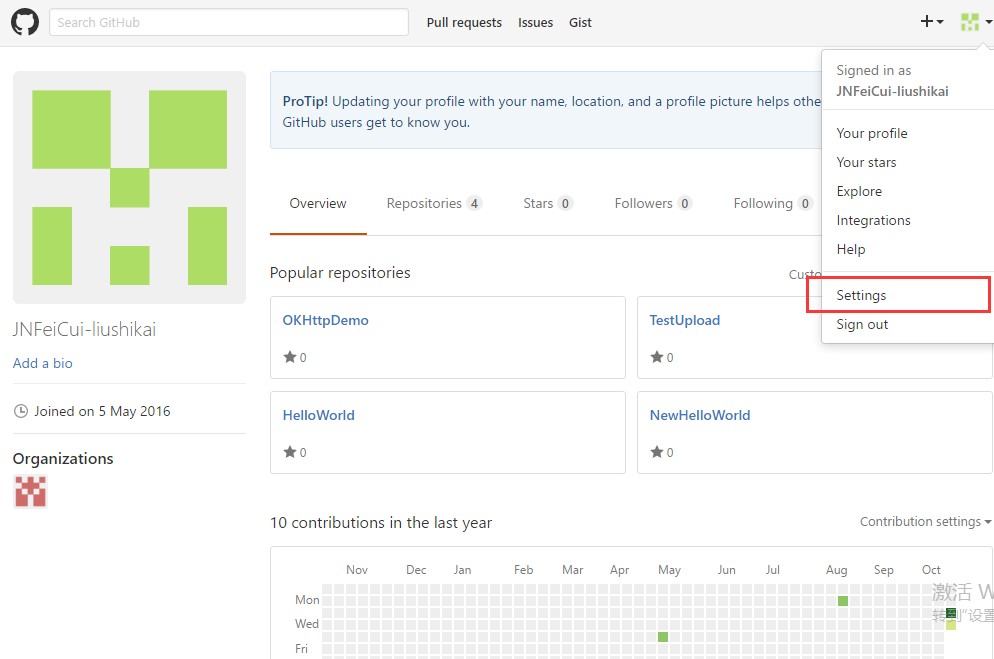 Search GitHub
Pull requests
Issues
Gist
Signed in as
JNFeiCui-liushikai
Your profile
Your stars
Explore
Integrations
Help
Settings
Sign out
ProTip! Updating your profile with your name, location, and a profile picture helps
GitHub users get to know you.
Overview
Repositories 4
Stars 0
Followers 0
Following 0
JNFeiCui-liushikai
Add a bio
Joined on 5 May 2016
Organizations
Popular repositories
OKHttpDemo
0
TestUpload
0
HelloWorld
0
NewHelloWorld
0
10 contributions in the last year
Contribution settings
Nov Dec Jan Feb Mar Apr May Jun Jul Aug Sep Oct
Mon
Wed
Fri
激活 W
转到“设置